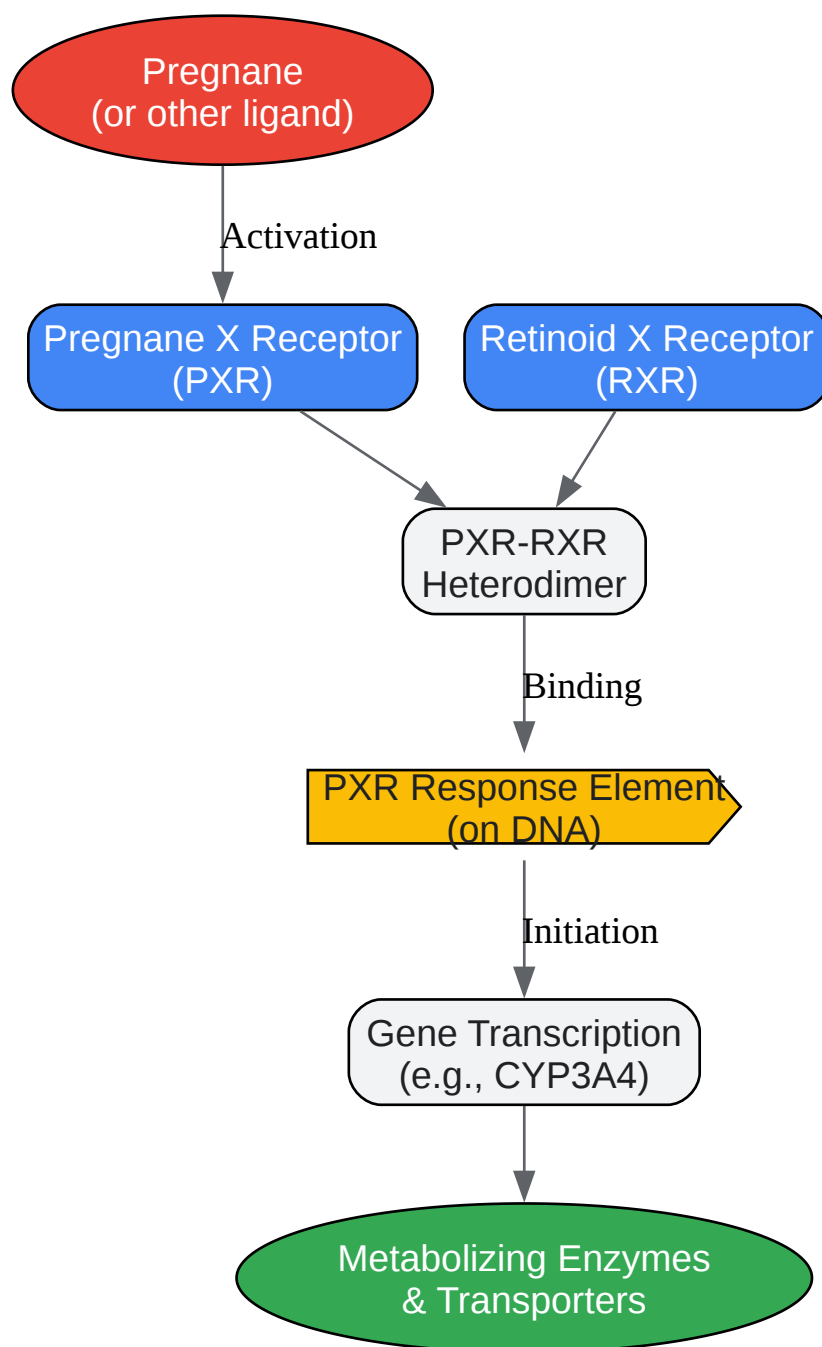 Pregnane
(or other ligand)
Activation
Pregnane X Receptor
(PXR)
Retinoid X Receptor
(RXR)
PXR-RXR
Heterodimer
Binding
PXR Response Element
(on DNA)
Initiation
Gene Transcription
(e.g., CYP3A4)
Metabolizing Enzymes
& Transporters